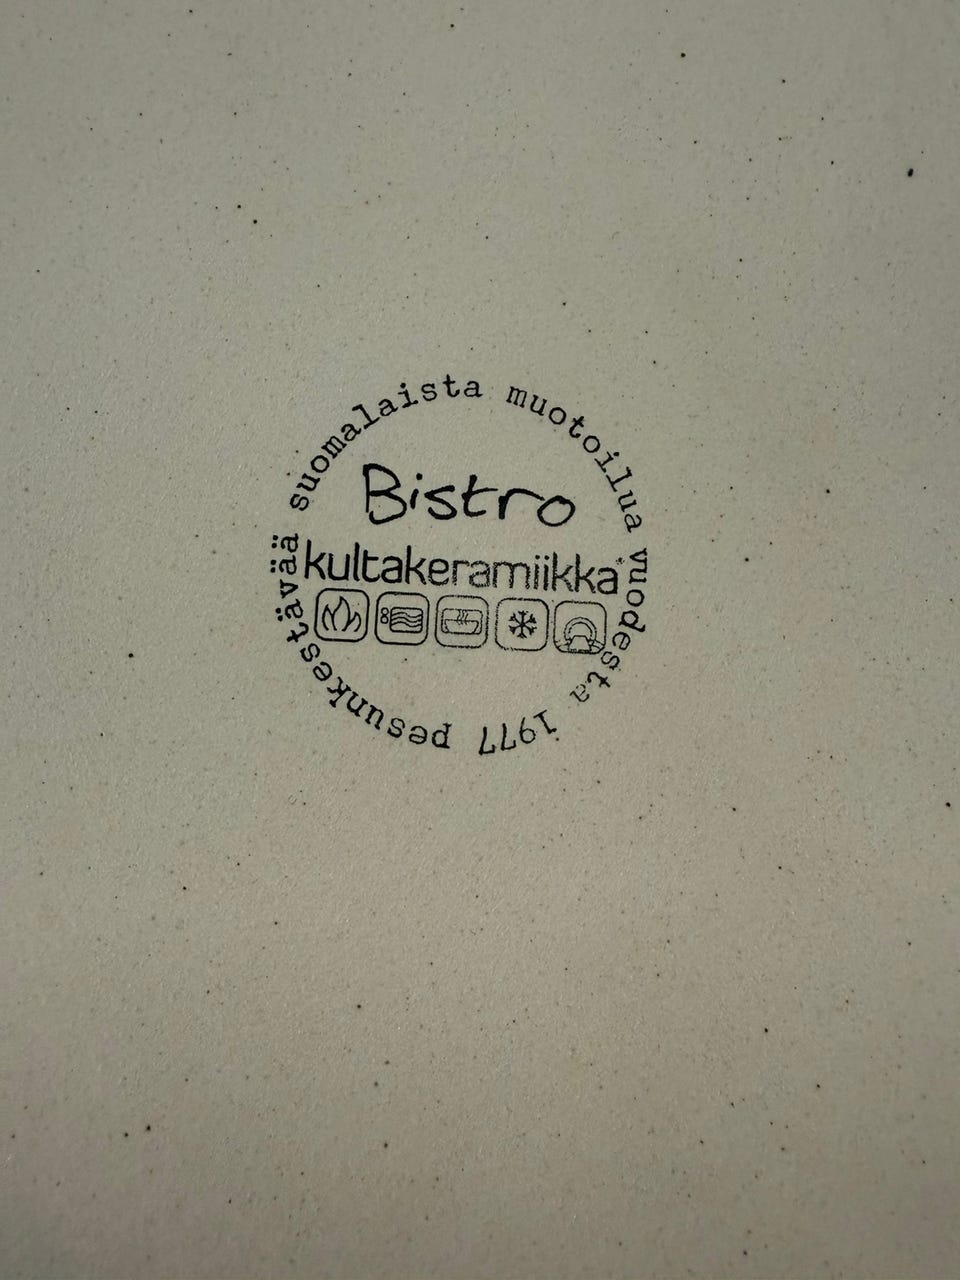 pesunkestävää suomalaista muotoilua vuodesta 1977
Bistro
kultakeramiikka